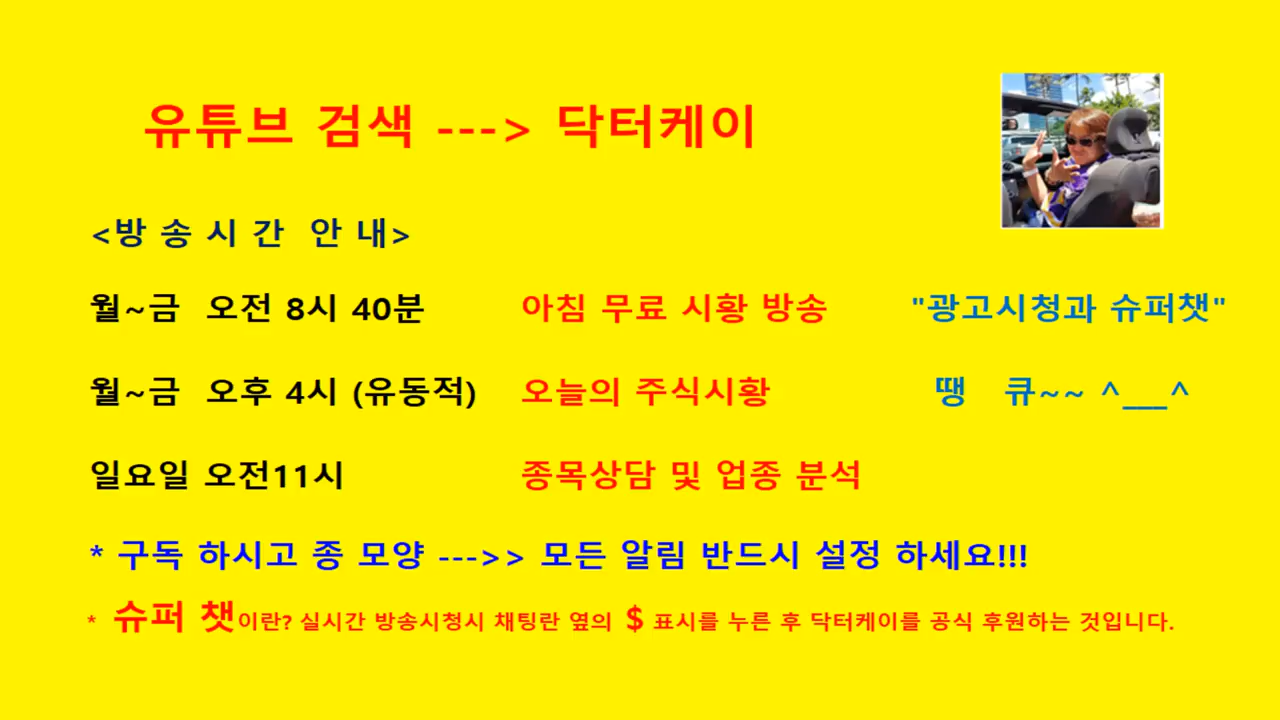 유튜브 검색 ---> 닥터케이
<방 송 시 간 안 내>
월~금 오전 8시 40분 아침 무료 시황 방송 "광고시청과 슈퍼챗"
월~금 오후 4시 (유동적) 오늘의 주식시황 땡 큐~~ ^___^
일요일 오전11시 종목상담 및 업종 분석
* 구독 하시고 종 모양 --->> 모든 알림 반드시 설정 하세요!!!
* 슈퍼 챗이란? 실시간 방송시청시 채팅란 옆의 $ 표시를 누른 후 닥터케이를 공식 후원하는 것입니다.